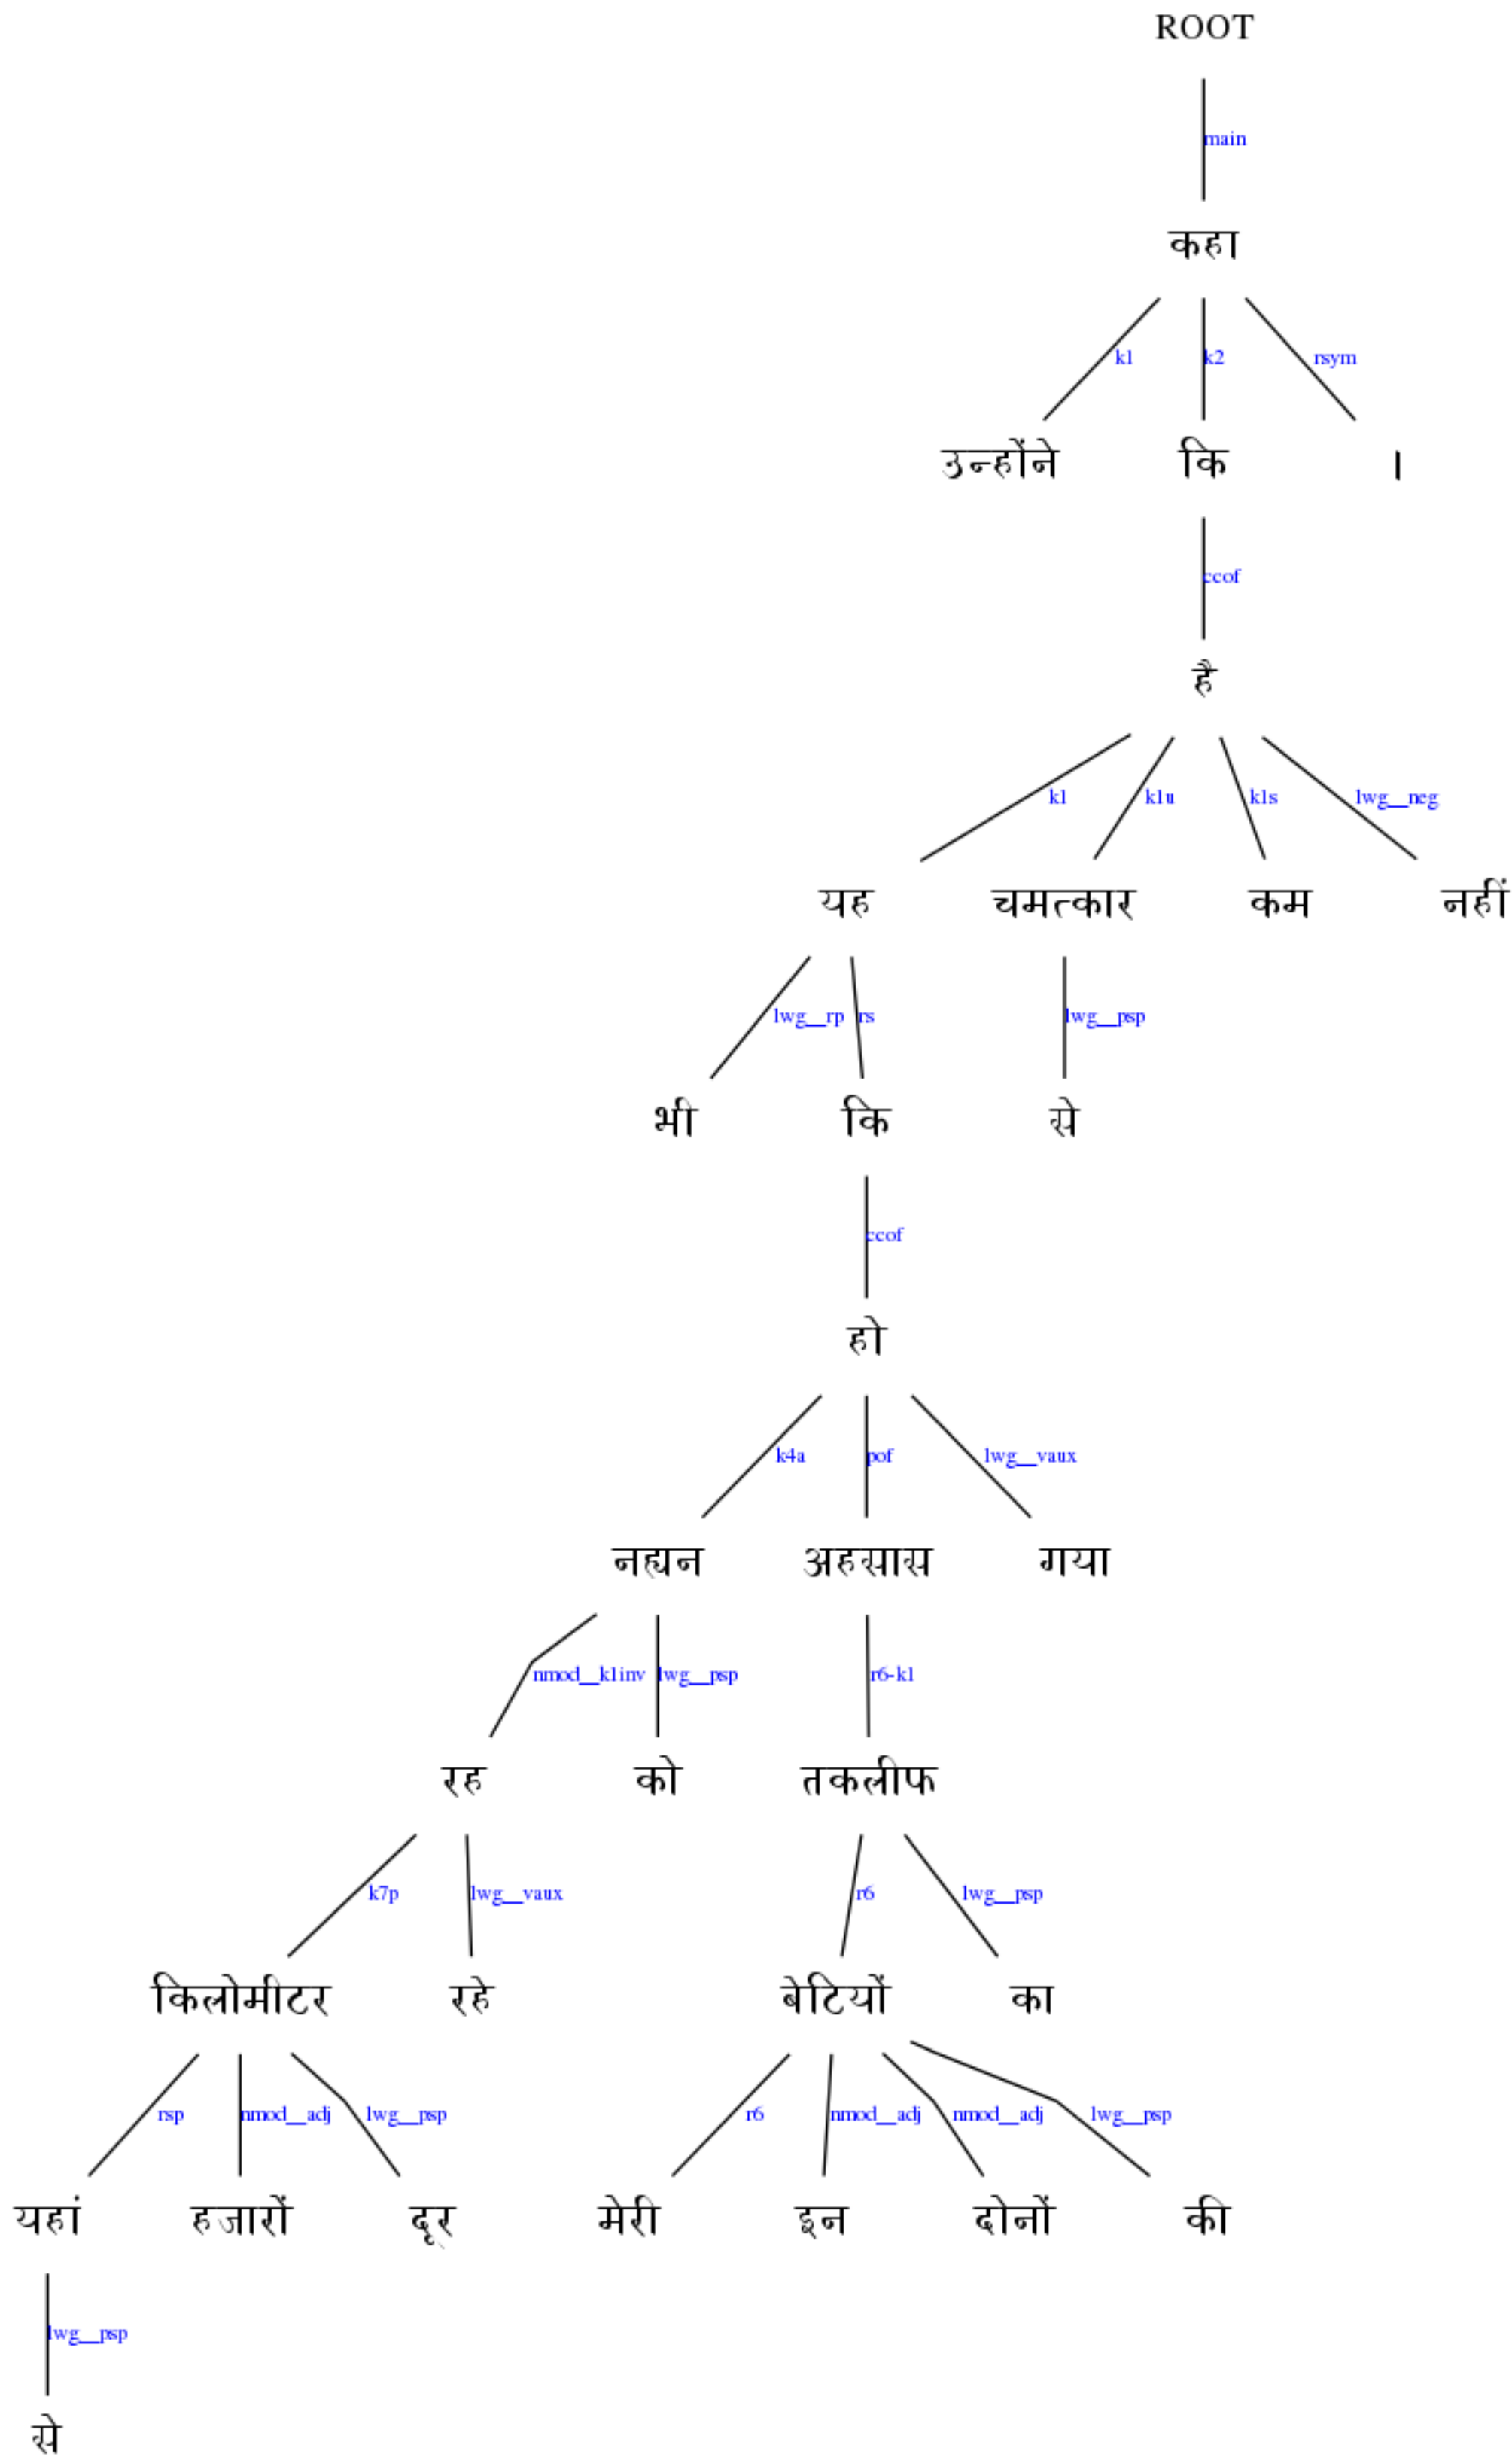 ROOT
main
कहा
k1 k2 rsym
उन्होंने कि ।
ccof
है
k1 k1u k1s lwg__neg
यह चमत्कार कम नहीं
lwg__rp rs lwg__psp
भी कि से
ccof
हो
k4a pof lwg__vaux
नह्यन अहसास गया
nmod__k1inv lwg__psp r6-k1
रह को तकलीफ
k7p lwg__vaux r6 lwg__psp
किलोमीटर रहे बेटियों का
rsp nmod__adj lwg__psp r6 nmod__adj nmod__adj lwg__psp
यहां हजारों दूर मेरी इन दोनों की
lwg__psp
से